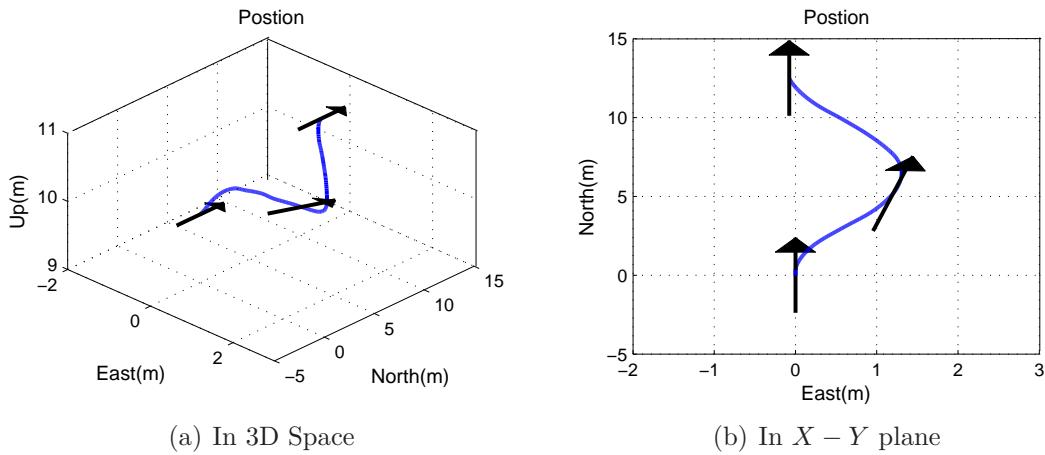 Postion
Up(m)
11
10
9
−2
0
2
East(m)
−5
0
5
10
15
North(m)
(a) In 3D Space
Postion
North(m)
15
10
5
0
−5
−2
−1
0
1
2
3
East(m)
(b) In X − Y plane